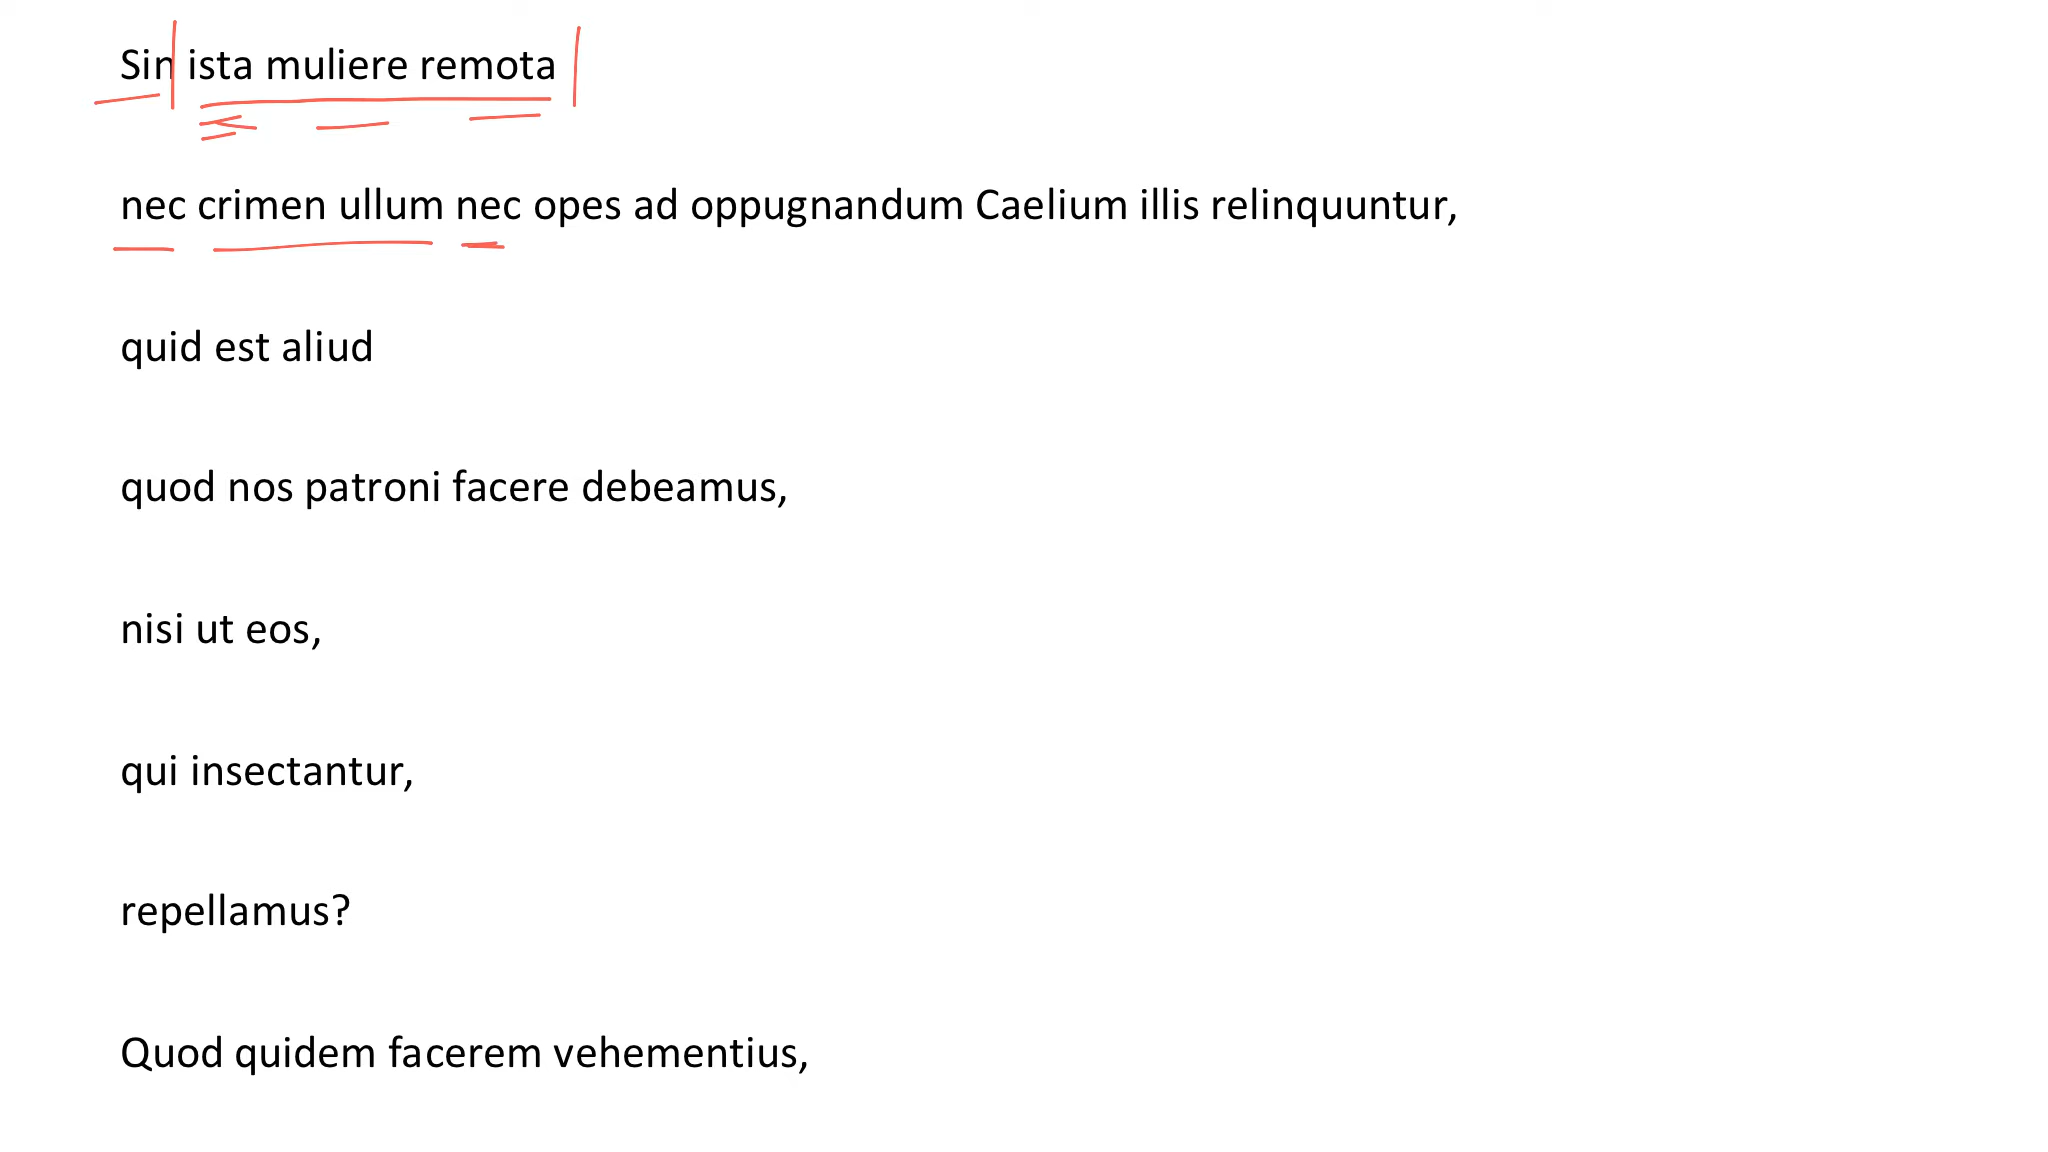 Sin ista muliere remota
nec crimen ullum nec opes ad oppugnandum Caelium illis relinquuntur,
quid est aliud
quod nos patroni facere debeamus,
nisi ut eos,
qui insectantur,
repellamus?
Quod quidem facerem vehementius,